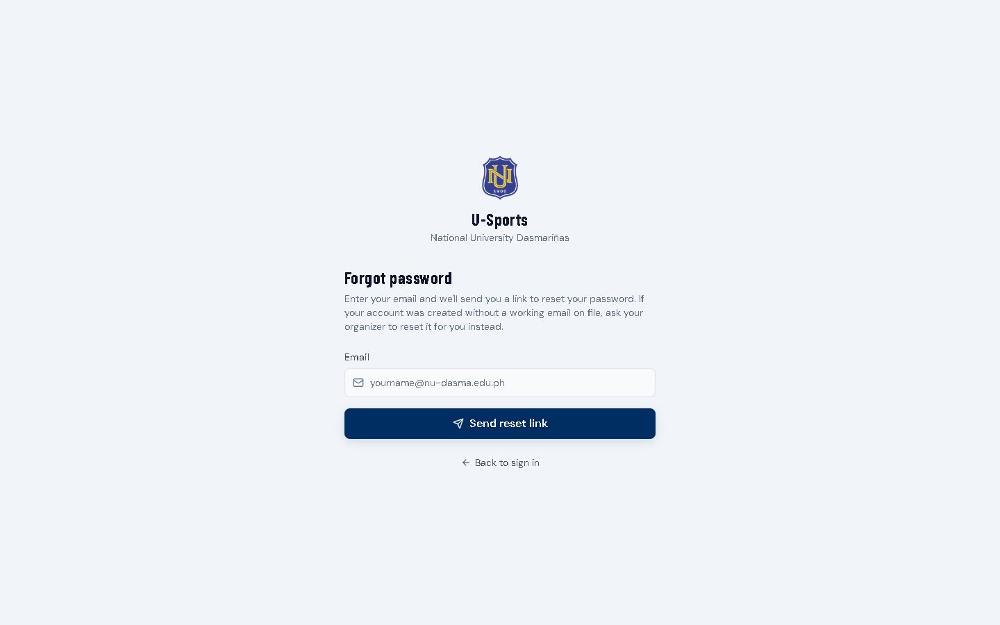 NU
1900
U-Sports
National University Dasmariñas
Forgot password
Enter your email and we'll send you a link to reset your password. If
your account was created without a working email on file, ask your
organizer to reset it for you instead.
Email
yourname@nu-dasma.edu.ph
Send reset link
Back to sign in